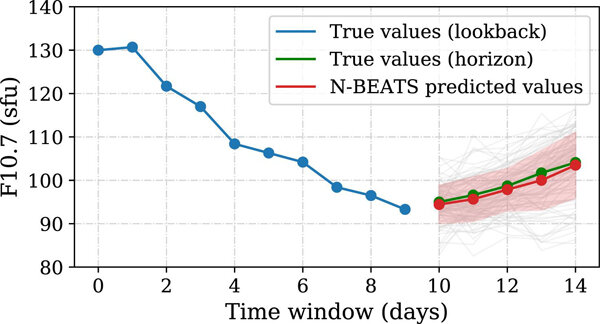 140
130
120
110
100
90
80
F10.7 (sfu)
True values (lookback)
True values (horizon)
N-BEATS predicted values
0 2 4 6 8 10 12 14
Time window (days)